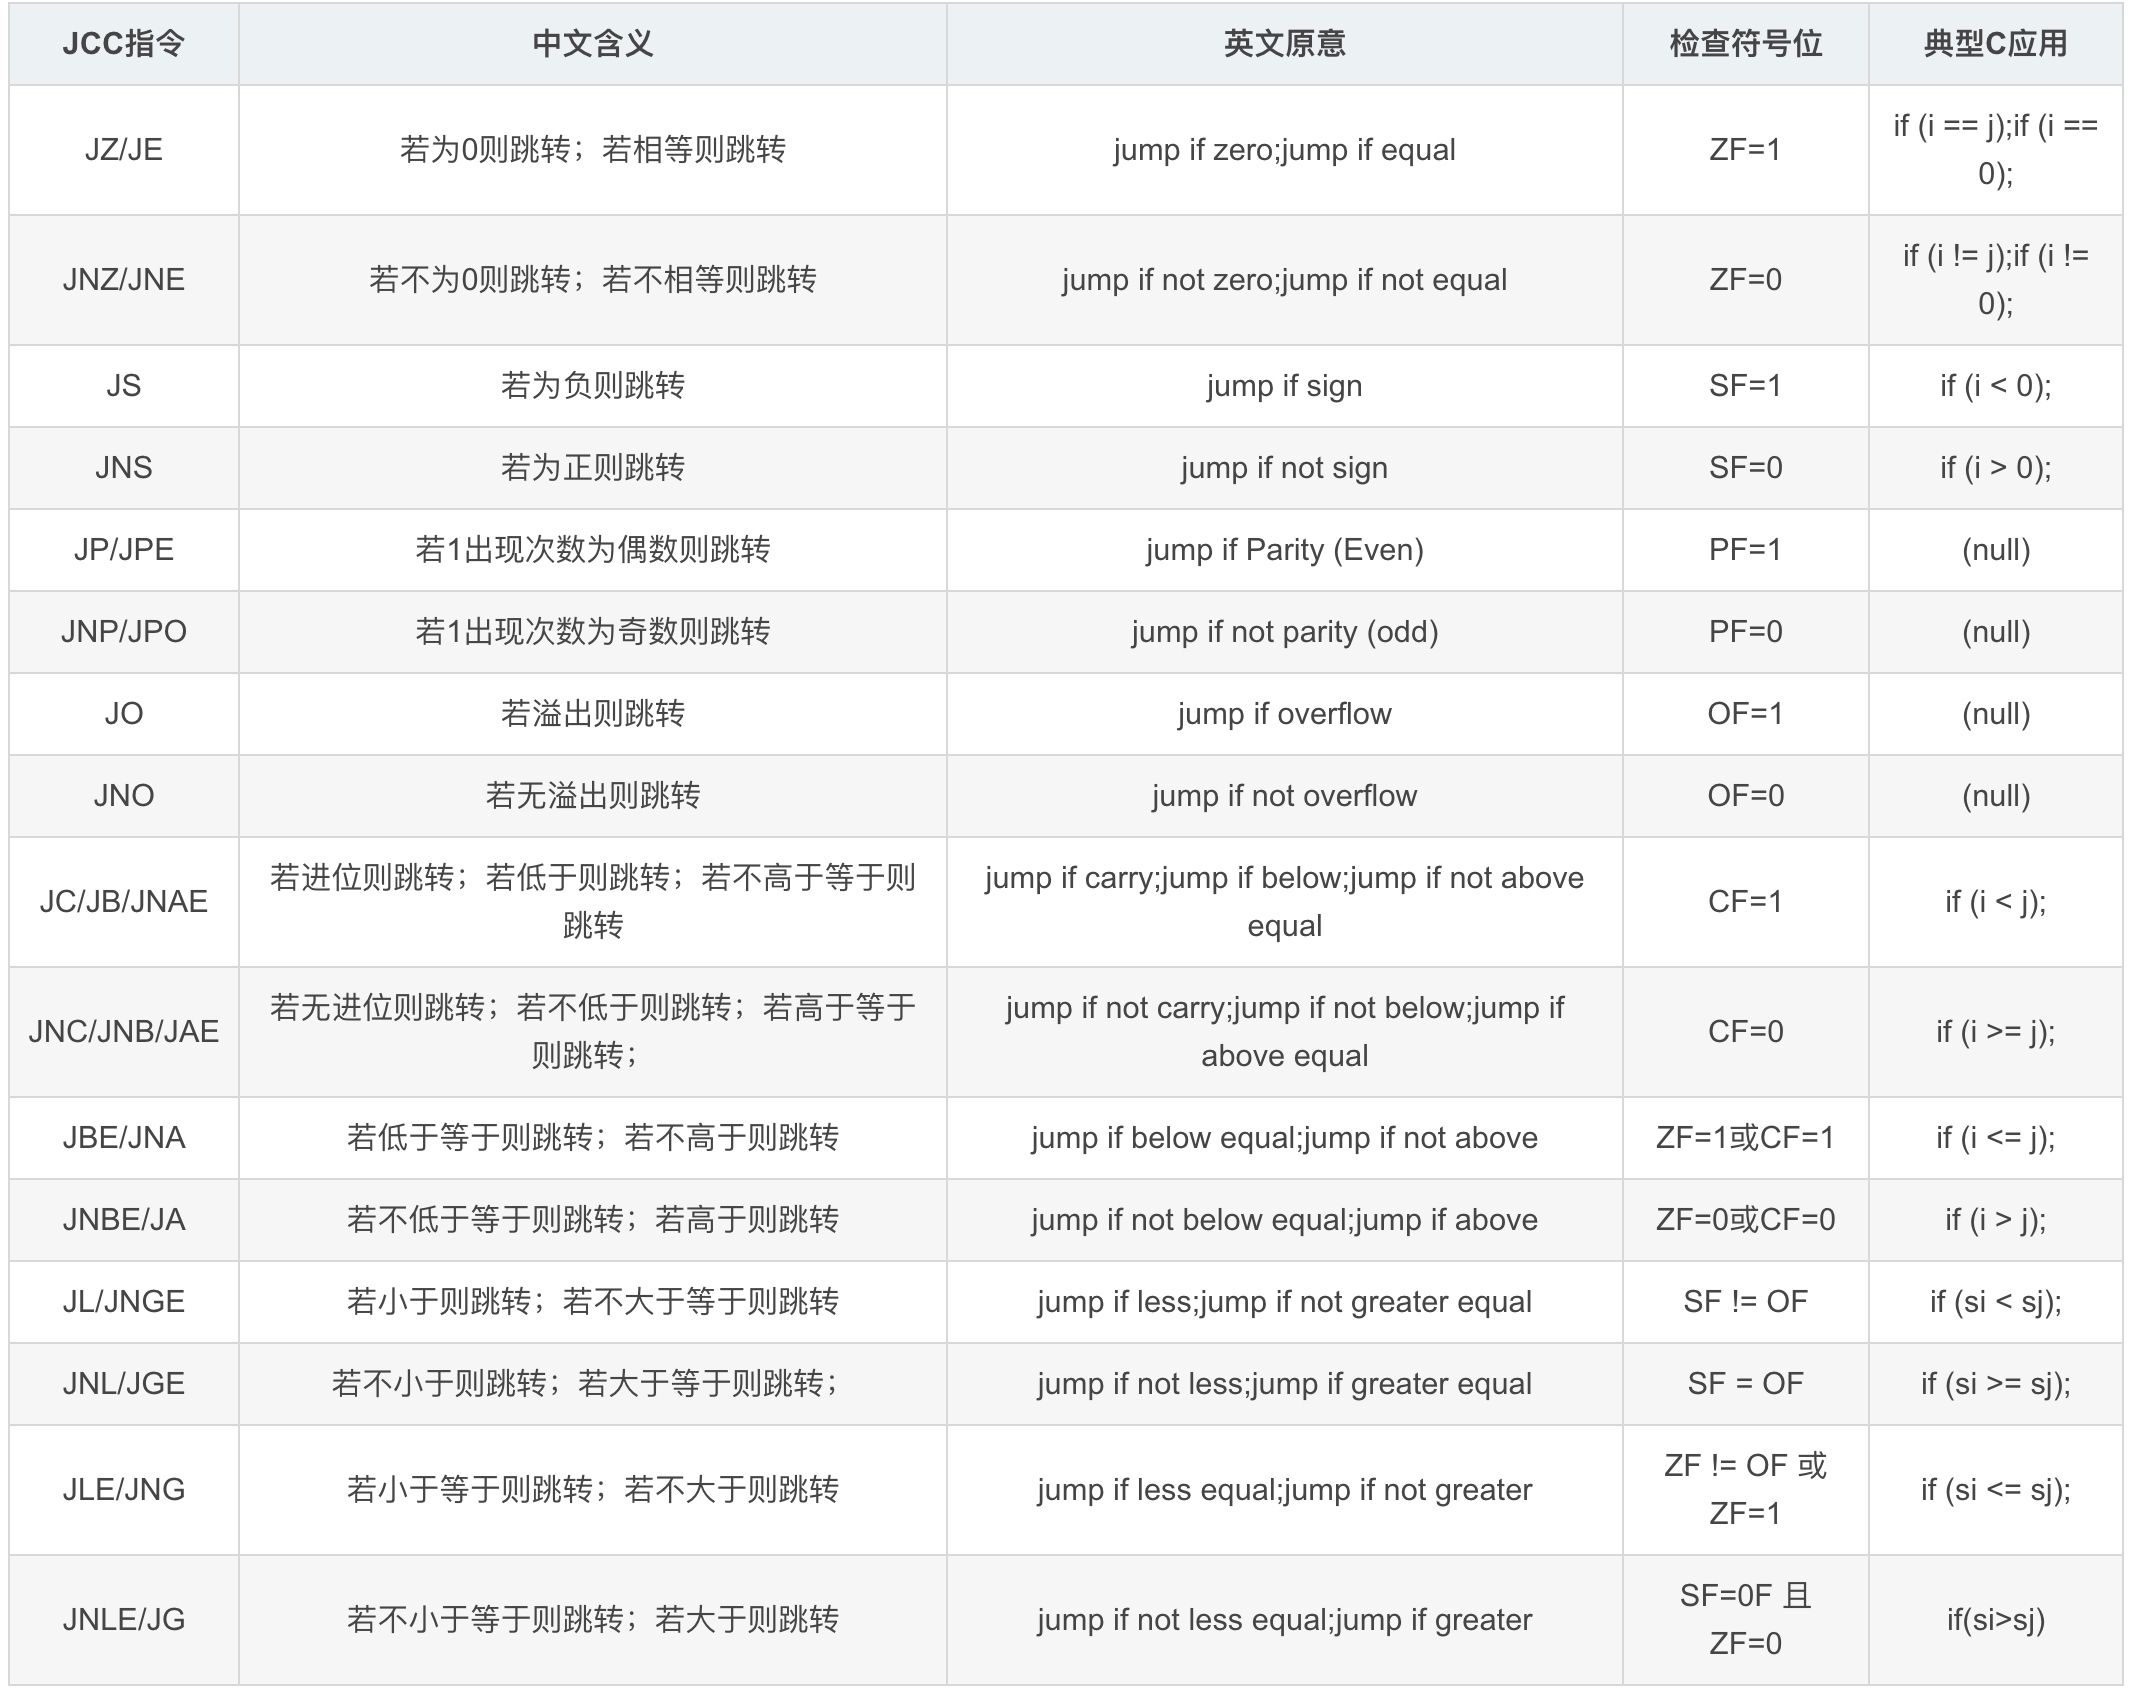 JCC指令 中文含义 英文原意 检查符号位 典型C应用
JZ/JE 若为0则跳转；若相等则跳转 jump if zero;jump if equal ZF=1 if (i == j);if (i ==
0);
JNZ/JNE 若不为0则跳转；若不相等则跳转 jump if not zero;jump if not equal ZF=0 if (i != j);if (i !=
0);
JS 若为负则跳转 jump if sign SF=1 if (i < 0);
JNS 若为正则跳转 jump if not sign SF=0 if (i > 0);
JP/JPE 若1出现次数为偶数则跳转 jump if Parity (Even) PF=1 (null)
JNP/JPO 若1出现次数为奇数则跳转 jump if not parity (odd) PF=0 (null)
JO 若溢出则跳转 jump if overflow OF=1 (null)
JNO 若无溢出则跳转 jump if not overflow OF=0 (null)
JC/JB/JNAE 若进位则跳转；若低于则跳转；若不高于等于则 jump if carry;jump if below;jump if not above CF=1 if (i < j);
跳转 equal
JNC/JNB/JAE 若无进位则跳转；若不低于则跳转；若高于等于 jump if not carry;jump if not below;jump if CF=0 if (i >= j);
则跳转； above equal
JBE/JNA 若低于等于则跳转；若不高于则跳转 jump if below equal;jump if not above ZF=1或CF=1 if (i <= j);
JNBE/JA 若不低于等于则跳转；若高于则跳转 jump if not below equal;jump if above ZF=0或CF=0 if (i > j);
JL/JNGE 若小于则跳转；若不大于等于则跳转 jump if less;jump if not greater equal SF != OF if (si < sj);
JNL/JGE 若不小于则跳转；若大于等于则跳转； jump if not less;jump if greater equal SF = OF if (si >= sj);
JLE/JNG 若小于等于则跳转；若不大于则跳转 jump if less equal;jump if not greater ZF != OF 或 if (si <= sj);
ZF=1
JNLE/JG 若不小于等于则跳转；若大于则跳转 jump if not less equal;jump if greater SF=0F 且 if(si>sj)
ZF=0